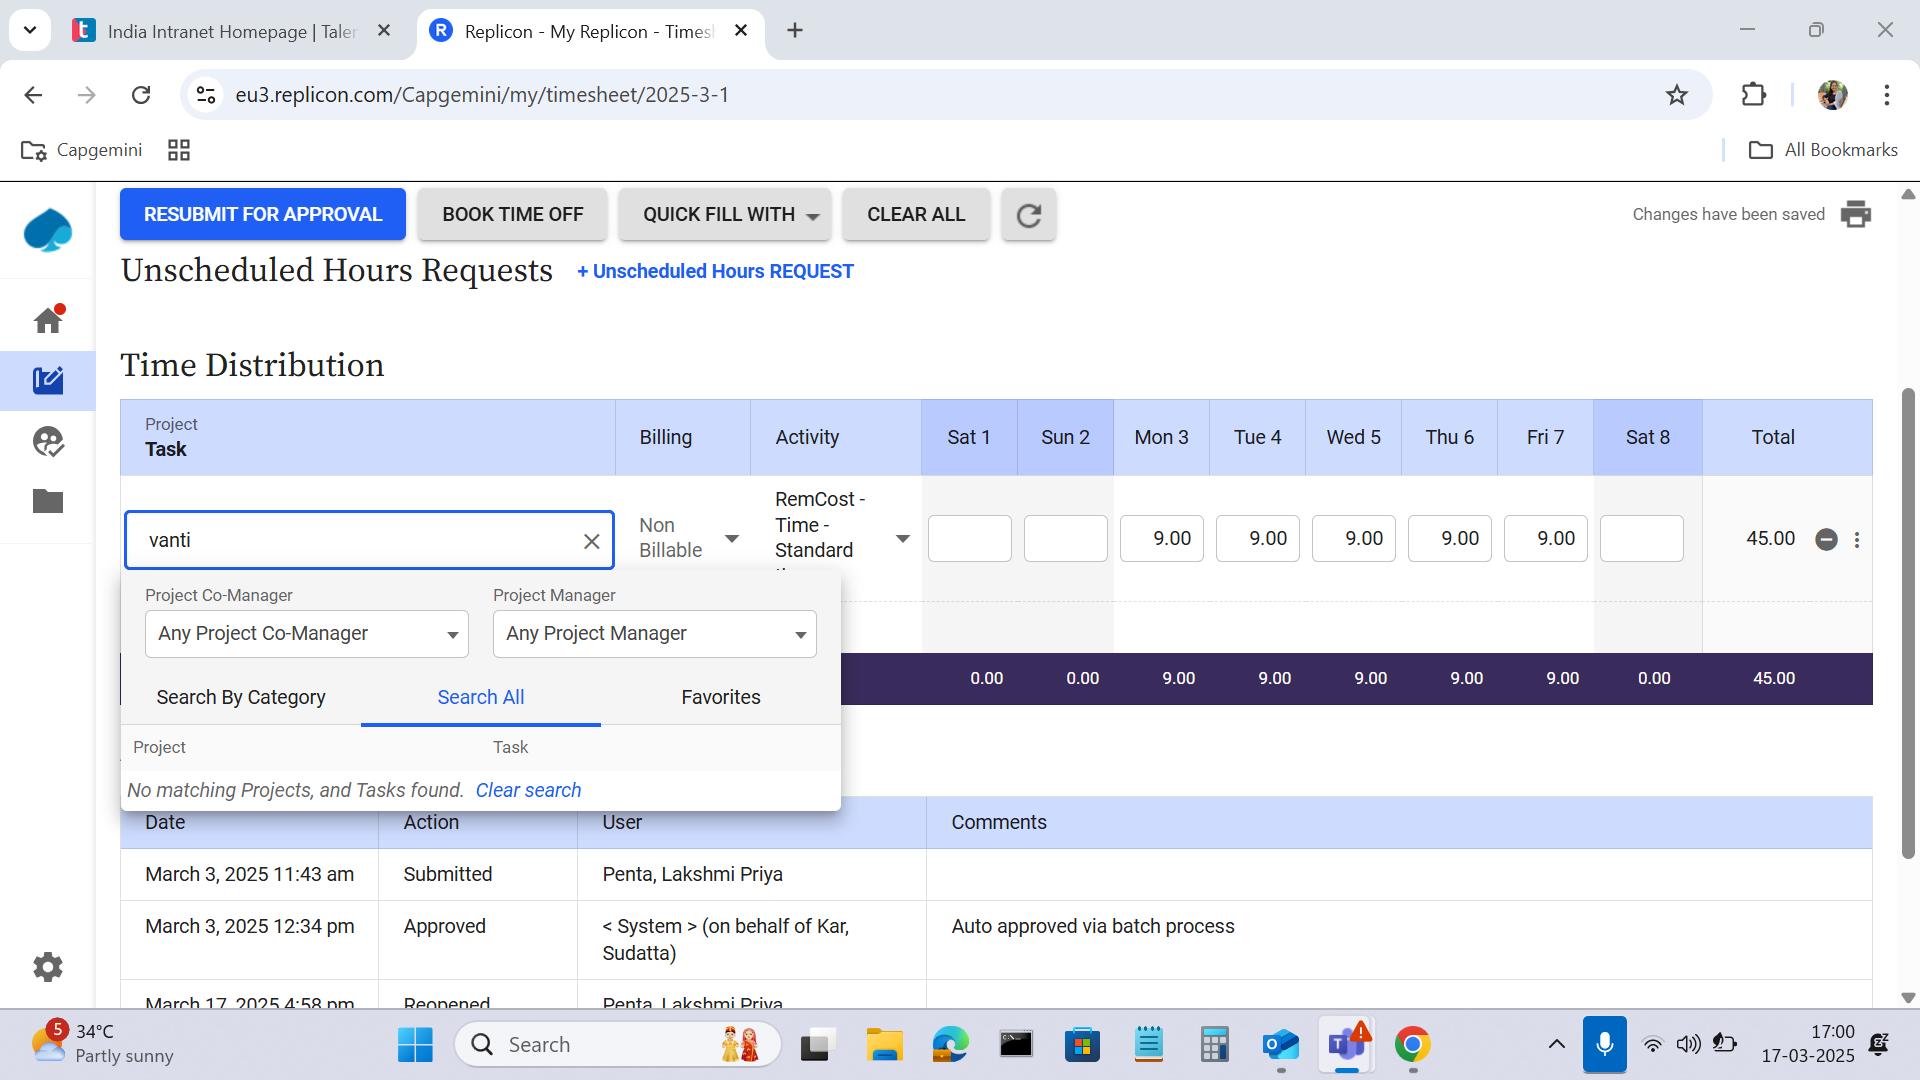 India Intranet Homepage | Taler
Replicon - My Replicon - Times
eu3.replicon.com/Capgemini/my/timesheet/2025-3-1
Capgemini
All Bookmarks
RESUBMIT FOR APPROVAL
BOOK TIME OFF
QUICK FILL WITH
CLEAR ALL
Changes have been saved
Unscheduled Hours Requests
+ Unscheduled Hours REQUEST
Time Distribution
Project
Task
Billing
Activity
Sat 1
Sun 2
Mon 3
Tue 4
Wed 5
Thu 6
Fri 7
Sat 8
Total
vanti
Non
Billable
RemCost -
Time -
Standard
9.00
9.00
9.00
9.00
9.00
45.00
Project Co-Manager
Project Manager
Any Project Co-Manager
Any Project Manager
0.00
0.00
9.00
9.00
9.00
9.00
9.00
0.00
45.00
Search By Category
Search All
Favorites
Project
Task
No matching Projects, and Tasks found. Clear search
Date
Action
User
Comments
March 3, 2025 11:43 am
Submitted
Penta, Lakshmi Priya
March 3, 2025 12:34 pm
Approved
< System > (on behalf of Kar,
Sudatta)
Auto approved via batch process
March 17, 2025 4:58 pm
Reopened
Penta, Lakshmi Priya
5
34°C
Partly sunny
Search
17:00
17-03-2025